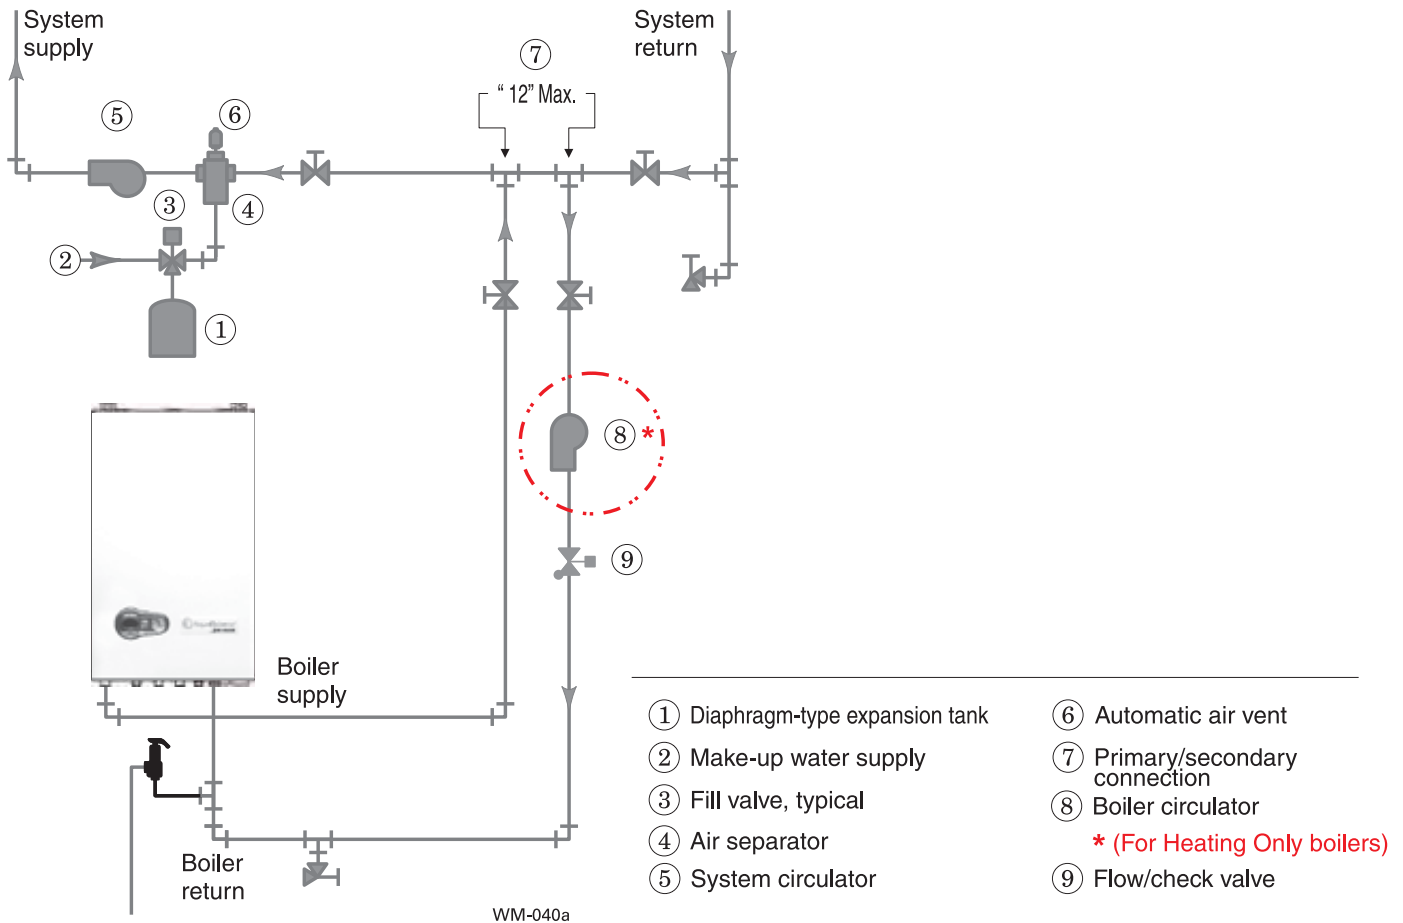 System
supply
System
return
7
“ 12” Max.
5
6
3
4
2
1
8 *
9
Boiler
supply
Boiler
return
WM-040a
1 Diaphragm-type expansion tank
2 Make-up water supply
3 Fill valve, typical
4 Air separator
5 System circulator
6 Automatic air vent
7 Primary/secondary
connection
8 Boiler circulator
* (For Heating Only boilers)
9 Flow/check valve